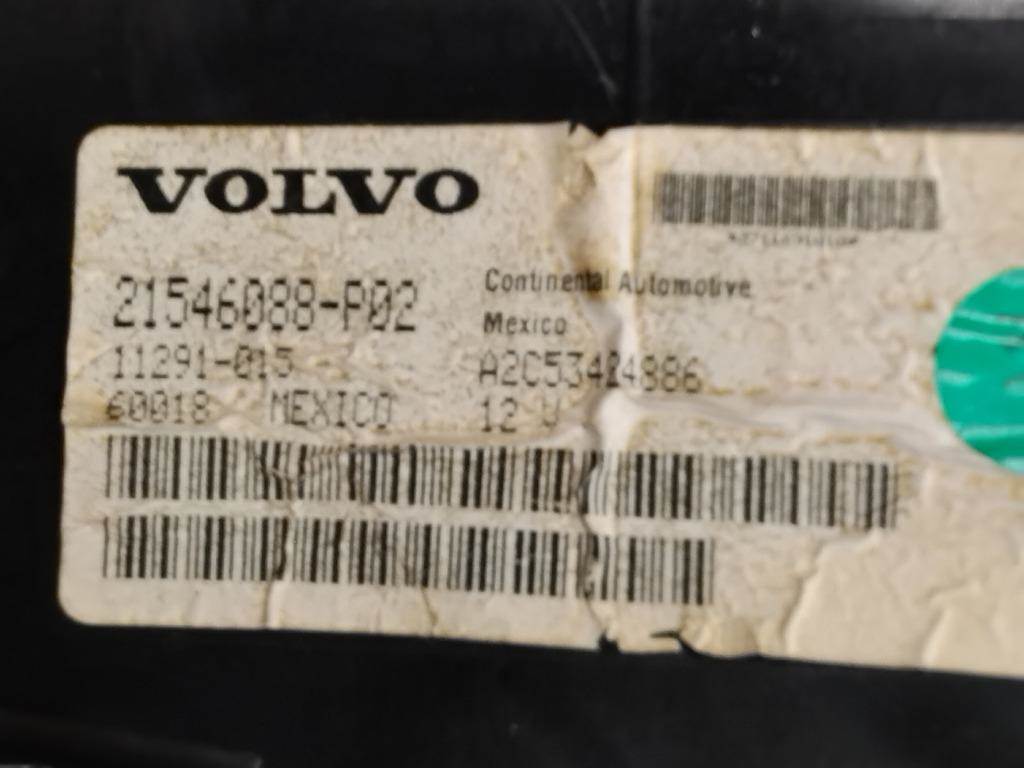 VOLVO
21546088-P02
11291-015
60018 MEXICO
Continental Automotive
Mexico
A2C53424886
12 V